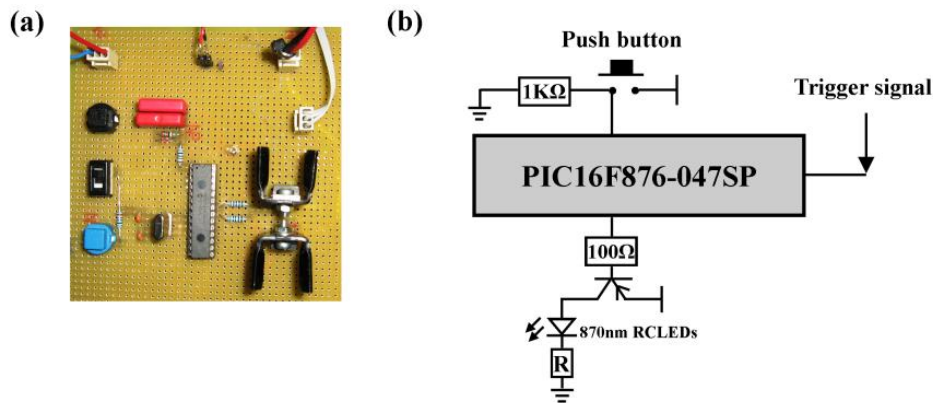 (a)
(b)
Push button
1KΩ
Trigger signal
PIC16F876-047SP
100Ω
870nm RCLEDs
R